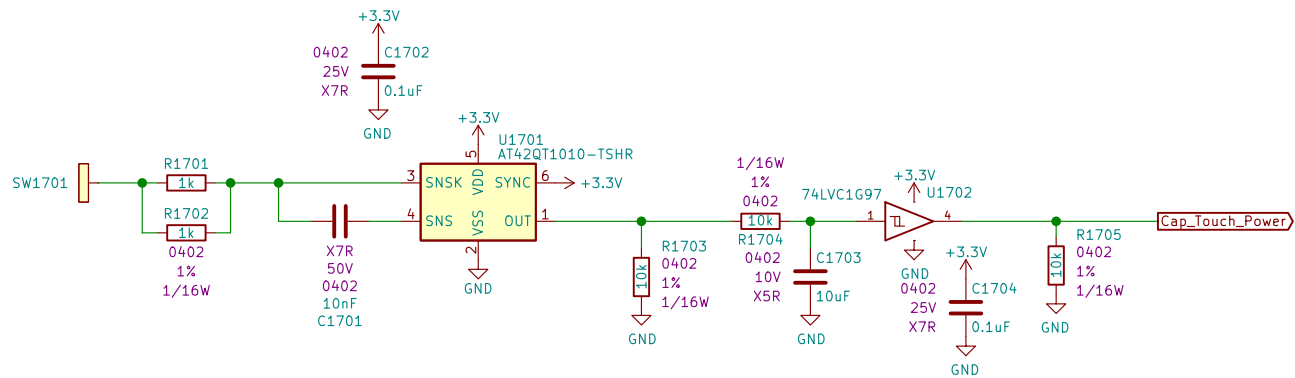 +3.3V
0402
C1702
25V
X7R
0.1uF
GND
+3.3V
U1701
AT42QT1010-TSHR
SW1701
R1701
1k
R1702
1k
0402
1%
1/16W
3
SNSK
4
SNS
5
VDD
VSS
2
SYNC
6
+3.3V
OUT
1
GND
X7R
50V
0402
10nF
C1701
R1703
0402
1%
1/16W
10k
GND
1/16W
1%
0402
10k
R1704
0402
10V
X5R
C1703
10uF
GND
74LVC1G97
+3.3V
U1702
1
4
GND
+3.3V
0402
C1704
25V
X7R
0.1uF
GND
R1705
0402
1%
1/16W
10k
GND
Cap_Touch_Power